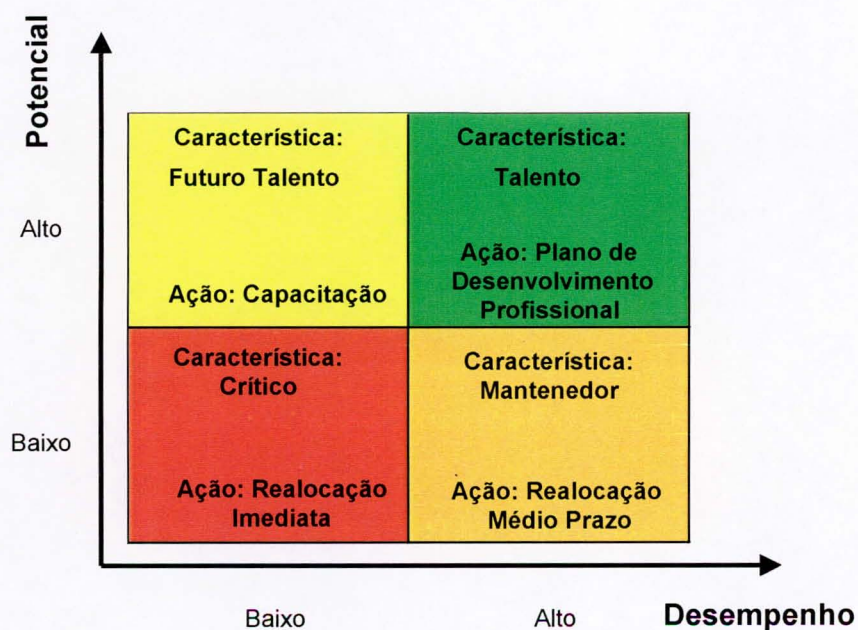 Potencial
Alto
Baixo
Característica:
Futuro Talento
Ação: Capacitação
Característica:
Talento
Ação: Plano de
Desenvolvimento
Profissional
Característica:
Crítico
Ação: Realocação
Imediata
Característica:
Mantenedor
Ação: Realocação
Médio Prazo
Baixo
Alto
Desempenho